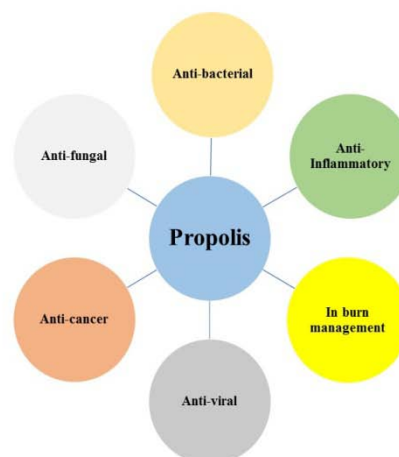 Anti-bacterial
Anti-fungal
Anti-
Inflammatory
Propolis
Anti-cancer
In burn
management
Anti-viral